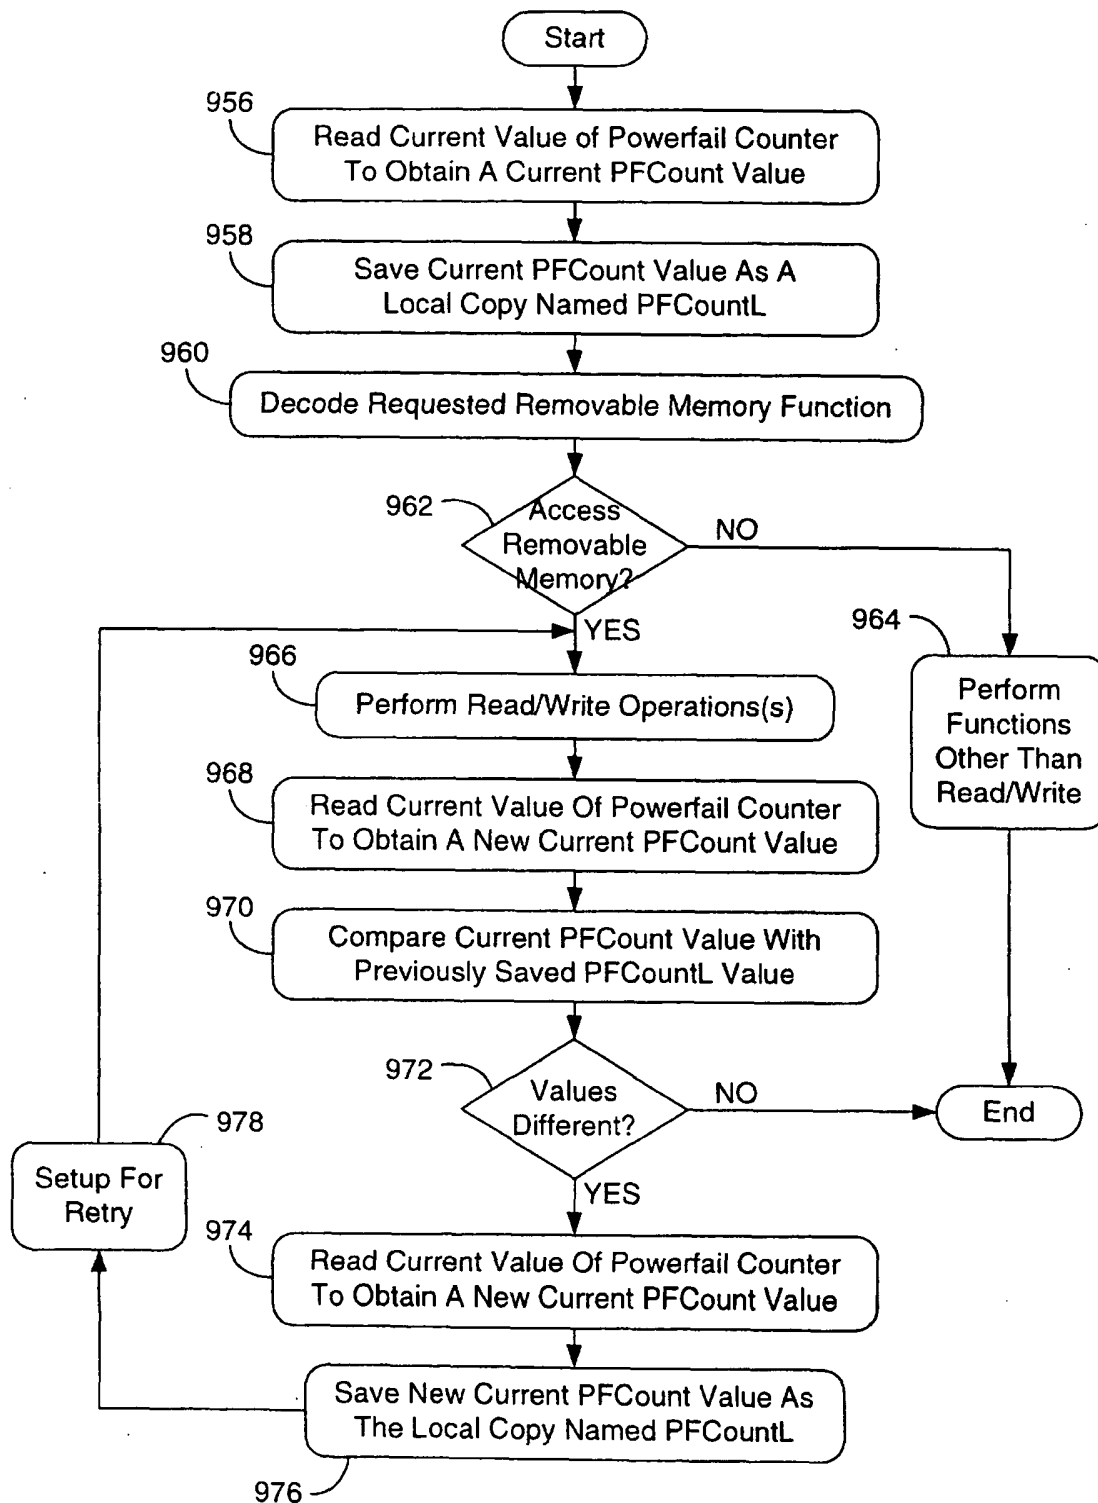 Start
956
Read Current Value of Powerfail Counter
To Obtain A Current PFCount Value
958
Save Current PFCount Value As A
Local Copy Named PFCountL
960
Decode Requested Removable Memory Function
962
Access
Removable
Memory?
NO
YES
964
Perform
Functions
Other Than
Read/Write
966
Perform Read/Write Operations(s)
968
Read Current Value Of Powerfail Counter
To Obtain A New Current PFCount Value
970
Compare Current PFCount Value With
Previously Saved PFCountL Value
972
Values
Different?
NO
End
YES
978
Setup For
Retry
974
Read Current Value Of Powerfail Counter
To Obtain A New Current PFCount Value
Save New Current PFCount Value As
The Local Copy Named PFCountL
976